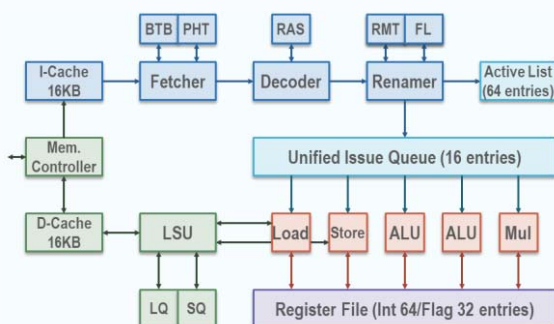 BTB PHT
RAS
RMT FL
I-Cache
16KB
Fetcher
Decoder
Renamer
Active List
(64 entries)
Mem.
Controller
Unified Issue Queue (16 entries)
D-Cache
16KB
LSU
Load
Store
ALU
ALU
Mul
LQ SQ
Register File (Int 64/Flag 32 entries)